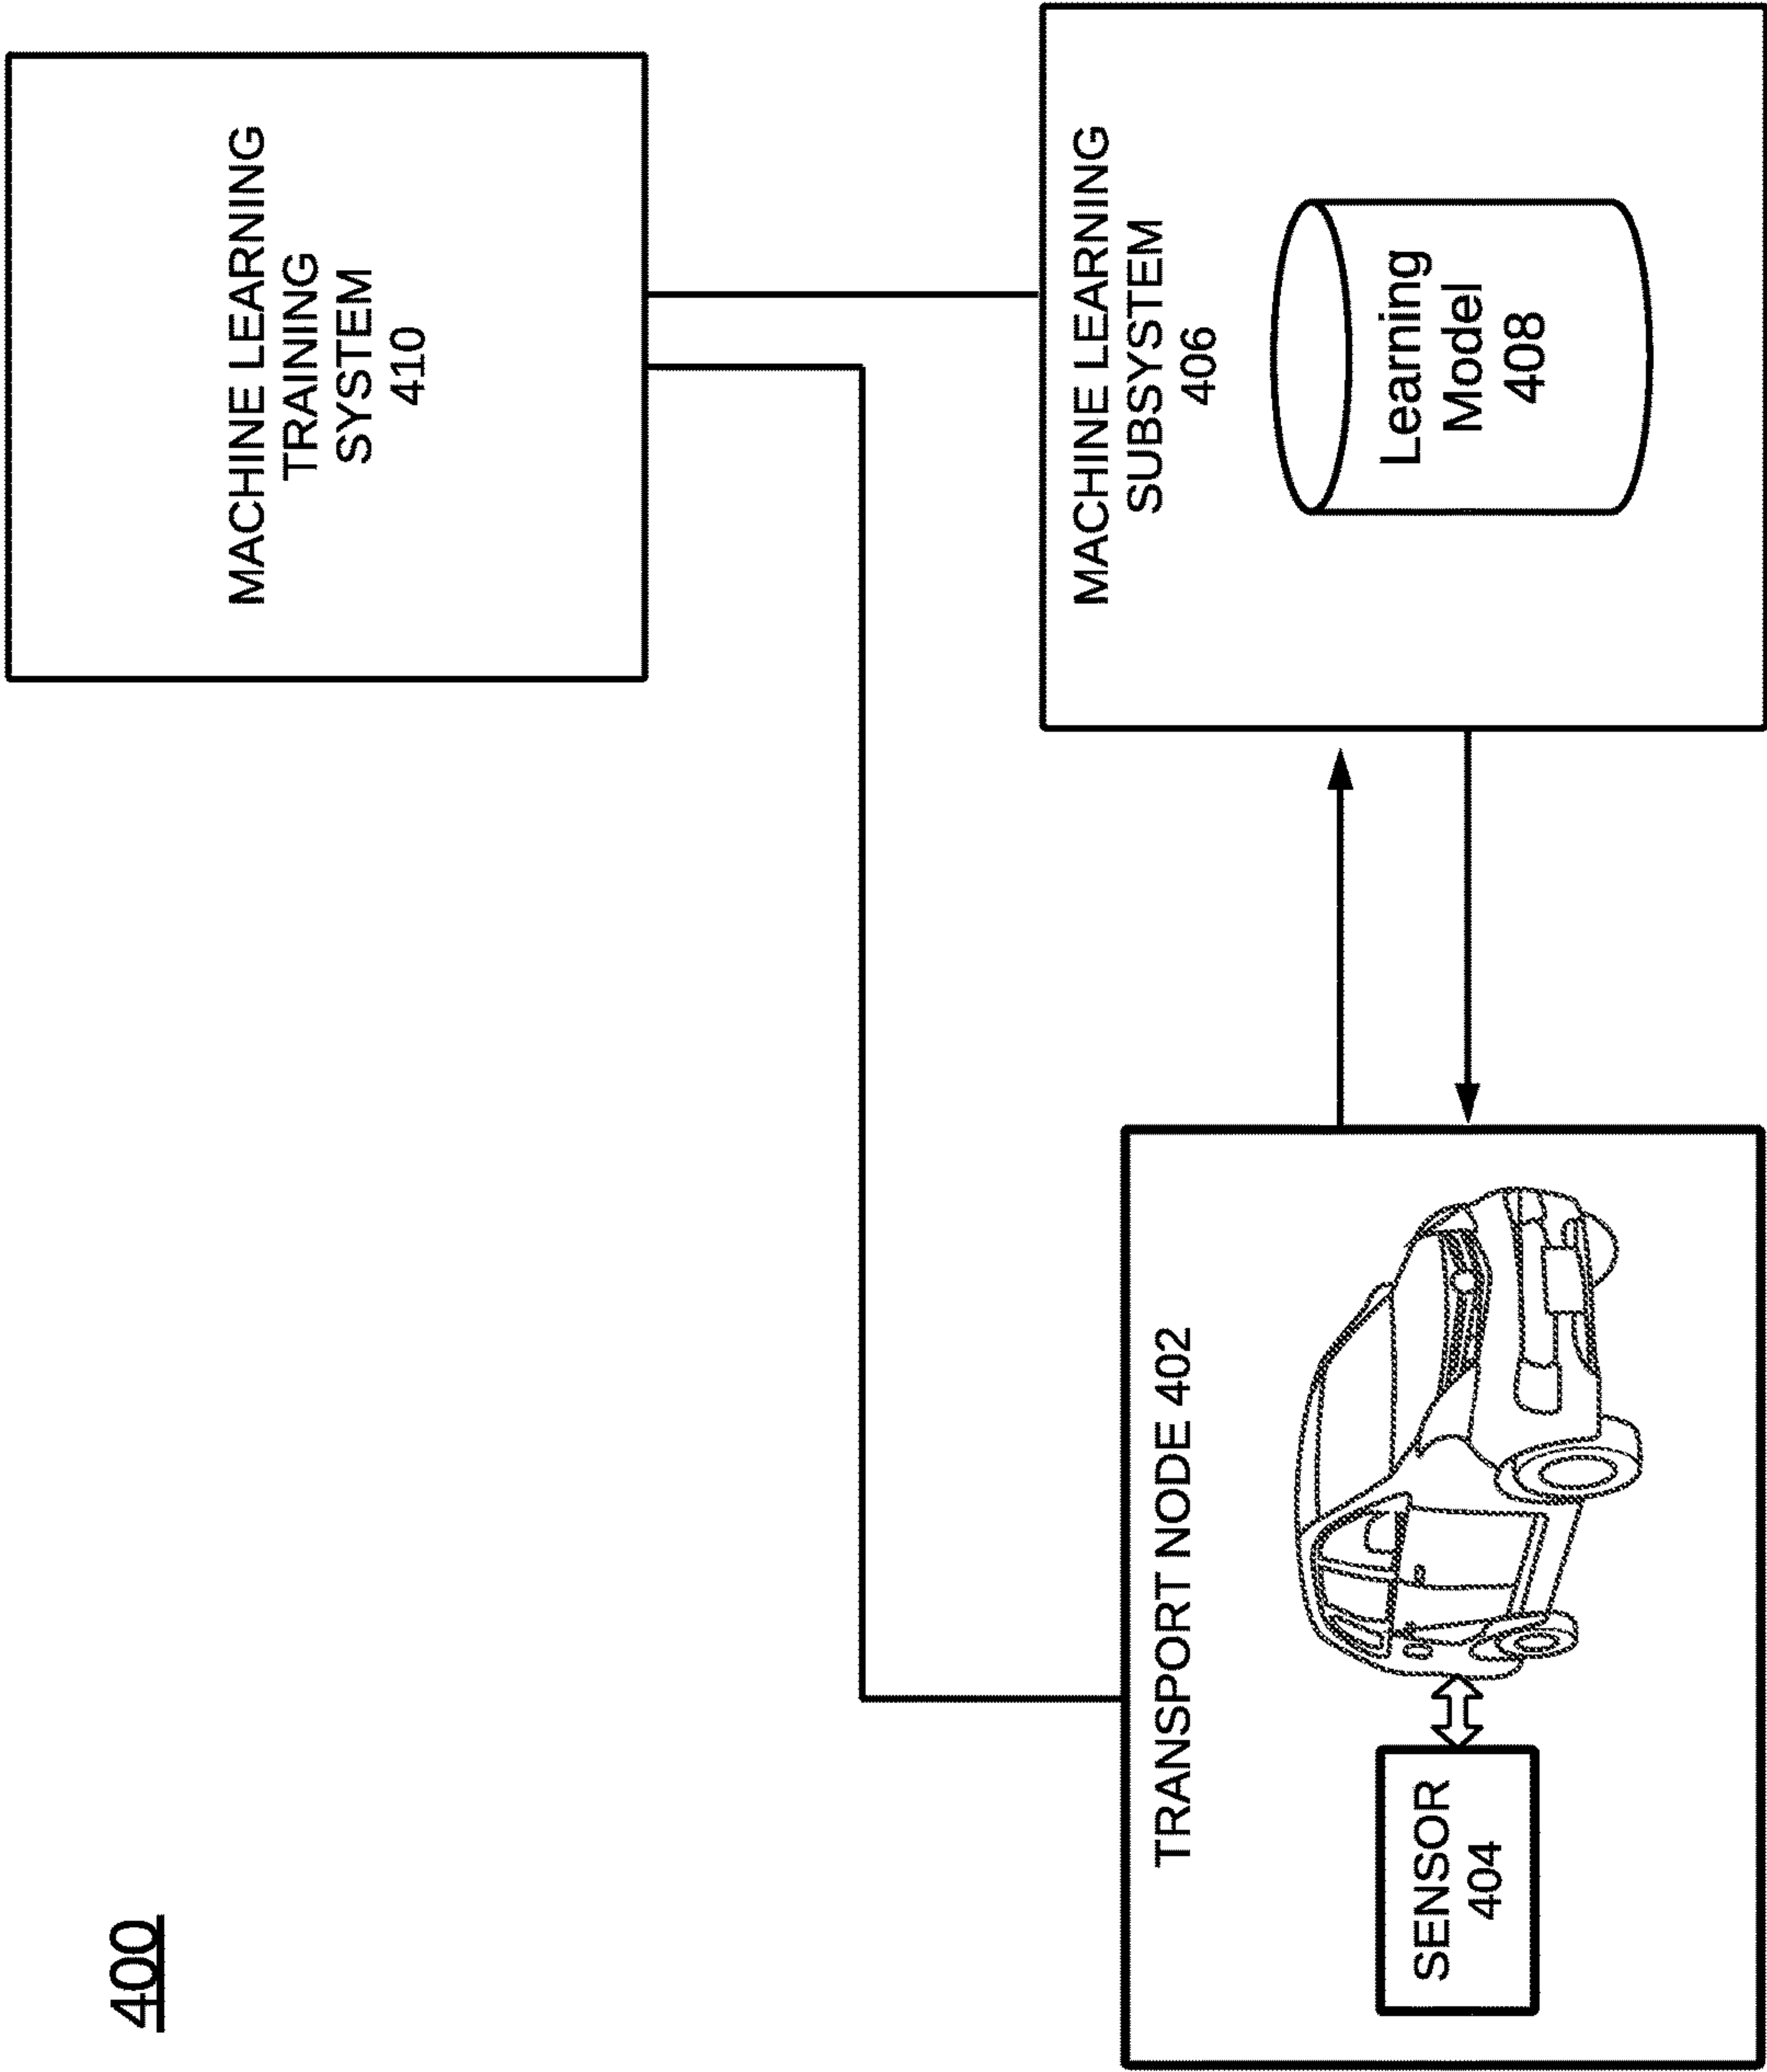 400
MACHINE LEARNING
TRAINING
SYSTEM
410
TRANSPORT NODE 402
SENSOR
404
MACHINE LEARNING
SUBSYSTEM
406
Learning
Model
408